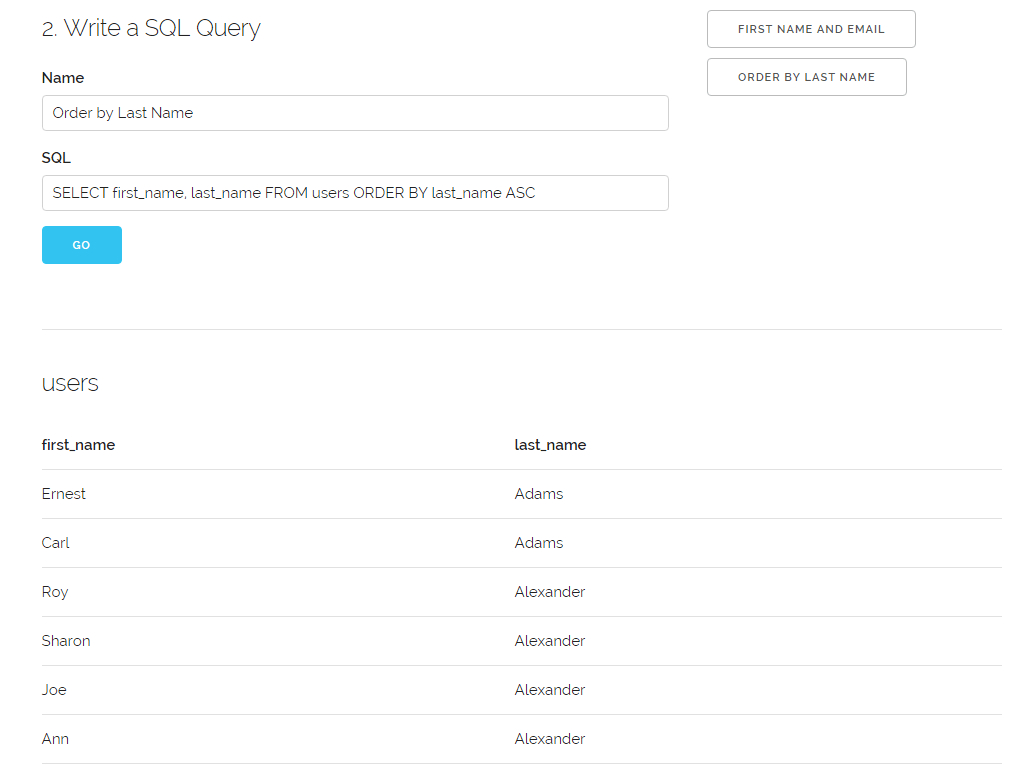 2. Write a SQL Query
FIRST NAME AND EMAIL
ORDER BY LAST NAME
Name
Order by Last Name
SQL
SELECT first_name, last_name FROM users ORDER BY last_name ASC
GO
users
first_name last_name
Ernest Adams
Carl Adams
Roy Alexander
Sharon Alexander
Joe Alexander
Ann Alexander